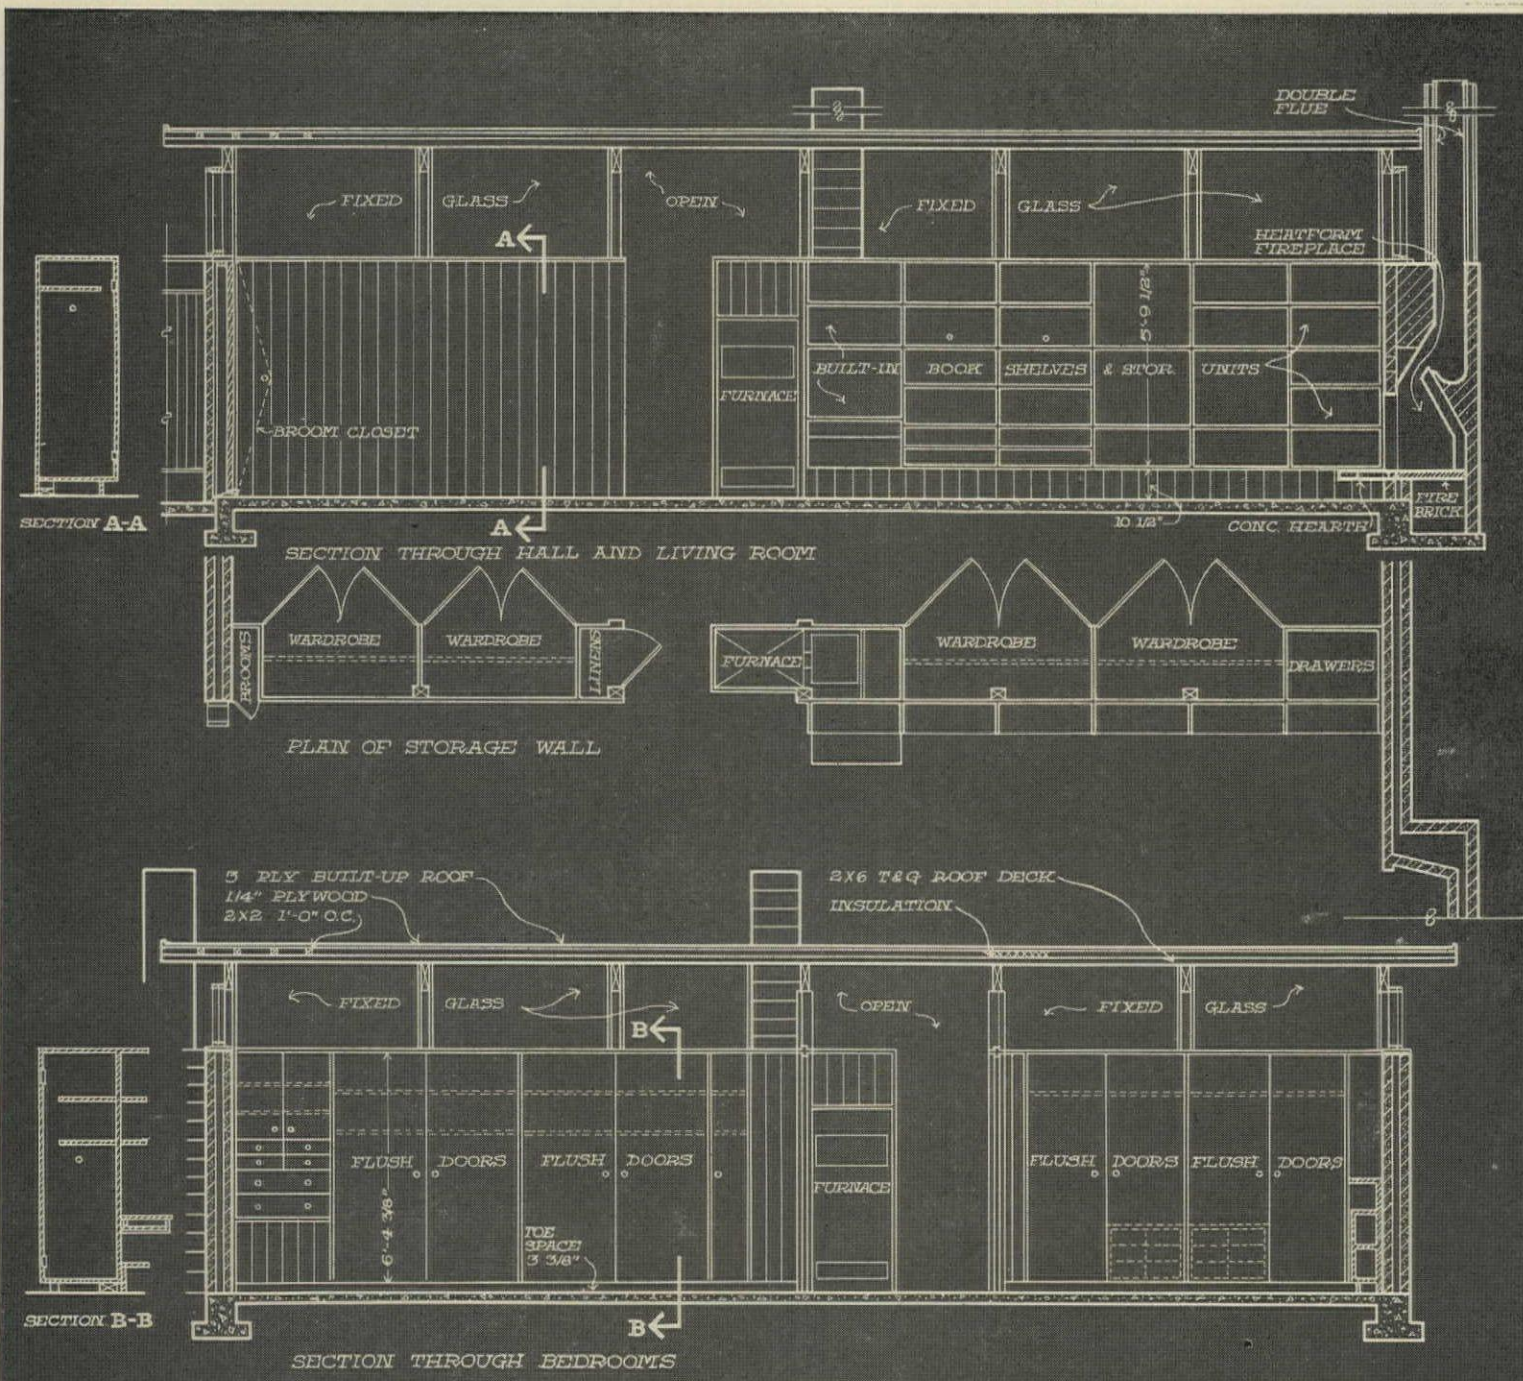 DOUBLE
FLUE
FIXED GLASS OPEN FIXED GLASS
HEATFORM
FIREPLACE
A
5'-9 1/2"
BUILT-IN BOOK SHELVES & STOR. UNITS
FURNACE
BROOM CLOSET
SECTION A-A
A
10 1/2"
CONC. HEARTH
FIRE
BRICK
SECTION THROUGH HALL AND LIVING ROOM
BROOMS
WARDROBE WARDROBE
LINENS
FURNACE
WARDROBE WARDROBE
DRAWERS
PLAN OF STORAGE WALL
5 PLY BUILT-UP ROOF
1/4" PLYWOOD
2X2 1'-0" O.C.
2X6 T&G ROOF DECK
INSULATION
FIXED GLASS OPEN FIXED GLASS
B
FLUSH DOORS FLUSH DOORS
FURNACE
FLUSH DOORS FLUSH DOORS
6'-4 3/8"
TOE
SPACE
3 3/8"
SECTION B-B
B
SECTION THROUGH BEDROOMS